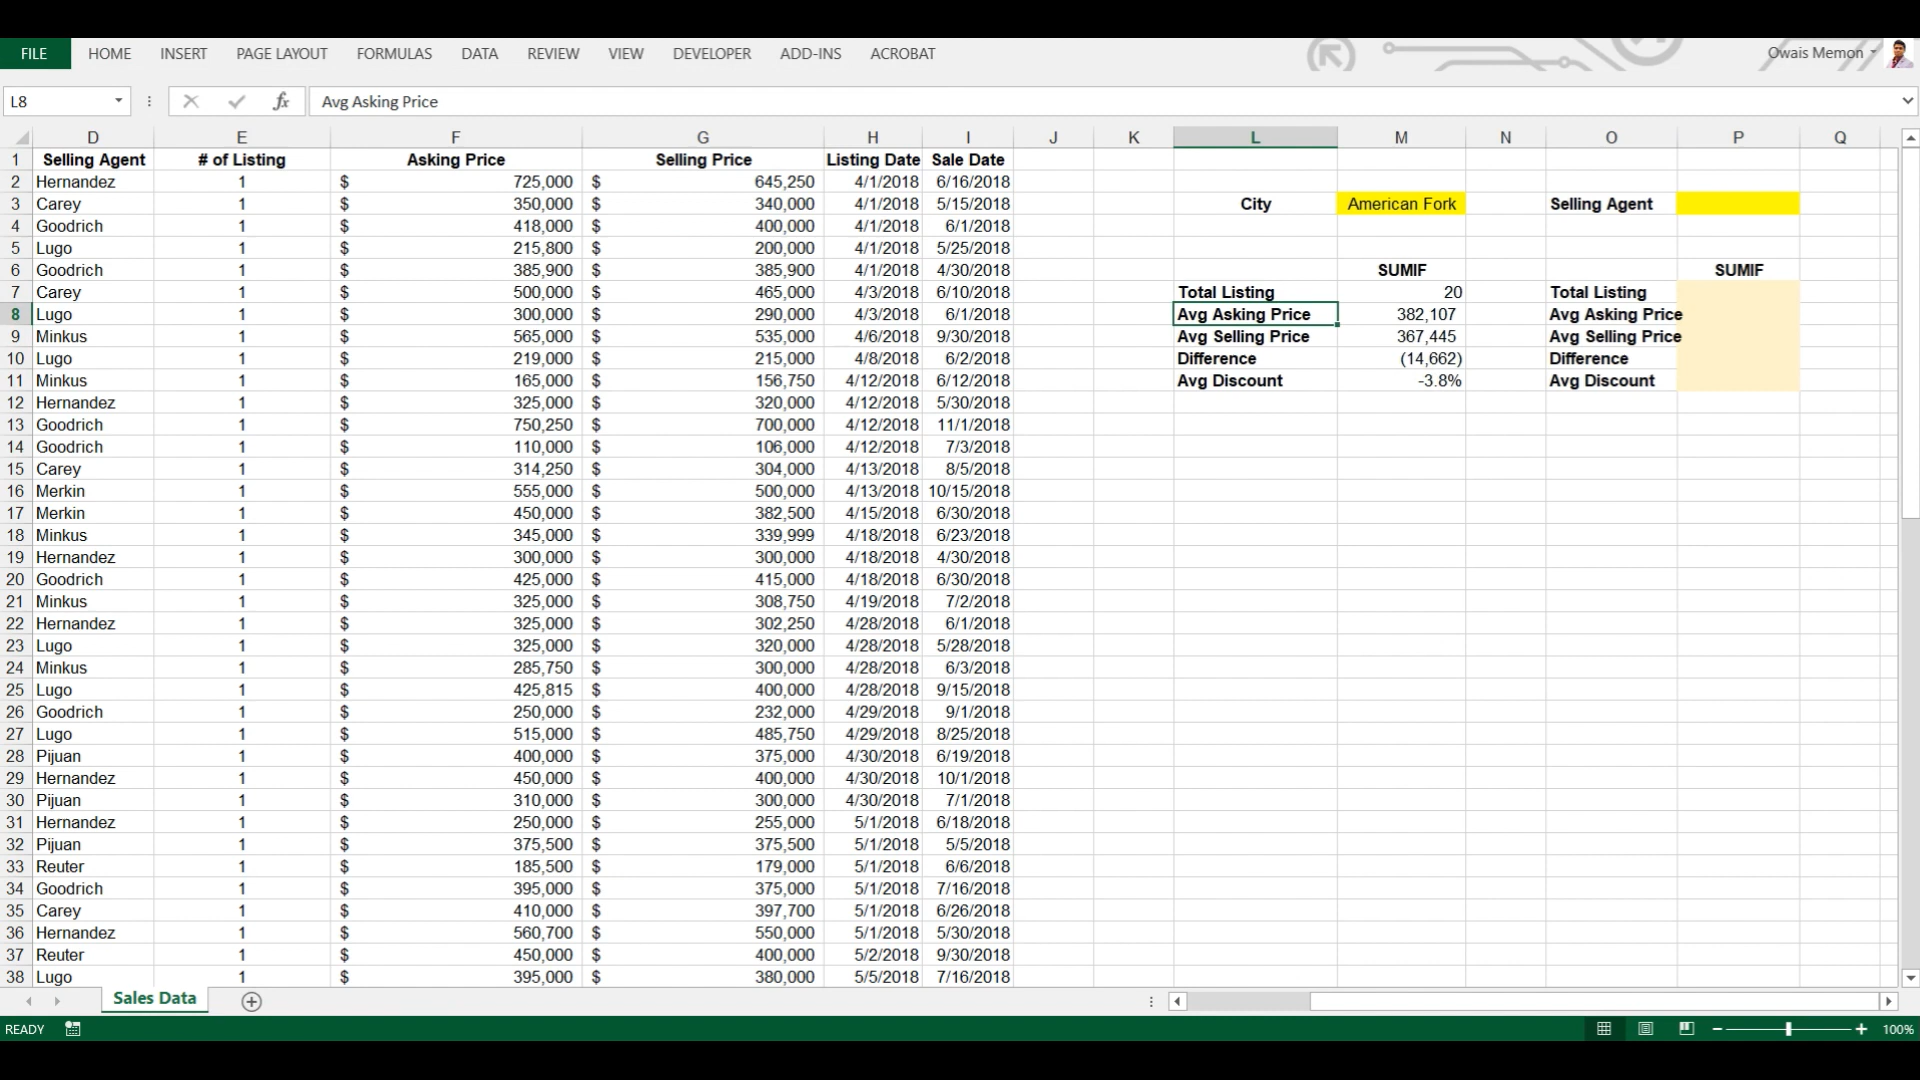 FILE HOME INSERT PAGE LAYOUT FORMULAS DATA REVIEW VIEW DEVELOPER ADD-INS ACROBAT Owais Memon
L8 fx Avg Asking Price
D E F G H I J K L M N O P Q
1 Selling Agent # of Listing Asking Price Selling Price Listing Date Sale Date
2 Hernandez 1 $ 725,000 $ 645,250 4/1/2018 6/16/2018
3 Carey 1 $ 350,000 $ 340,000 4/1/2018 5/15/2018 City American Fork Selling Agent
4 Goodrich 1 $ 418,000 $ 400,000 4/1/2018 6/1/2018
5 Lugo 1 $ 215,800 $ 200,000 4/1/2018 5/25/2018
6 Goodrich 1 $ 385,900 $ 385,900 4/1/2018 4/30/2018 SUMIF SUMIF
7 Carey 1 $ 500,000 $ 465,000 4/3/2018 6/10/2018 Total Listing 20 Total Listing
8 Lugo 1 $ 300,000 $ 290,000 4/3/2018 6/1/2018 Avg Asking Price 382,107 Avg Asking Price
9 Minkus 1 $ 565,000 $ 535,000 4/6/2018 9/30/2018 Avg Selling Price 367,445 Avg Selling Price
10 Lugo 1 $ 219,000 $ 215,000 4/8/2018 6/2/2018 Difference (14,662) Difference
11 Minkus 1 $ 165,000 $ 156,750 4/12/2018 6/12/2018 Avg Discount -3.8% Avg Discount
12 Hernandez 1 $ 325,000 $ 320,000 4/12/2018 5/30/2018
13 Goodrich 1 $ 750,250 $ 700,000 4/12/2018 11/1/2018
14 Goodrich 1 $ 110,000 $ 106,000 4/12/2018 7/3/2018
15 Carey 1 $ 314,250 $ 304,000 4/13/2018 8/5/2018
16 Merkin 1 $ 555,000 $ 500,000 4/13/2018 10/15/2018
17 Merkin 1 $ 450,000 $ 382,500 4/15/2018 6/30/2018
18 Minkus 1 $ 345,000 $ 339,999 4/18/2018 6/23/2018
19 Hernandez 1 $ 300,000 $ 300,000 4/18/2018 4/30/2018
20 Goodrich 1 $ 425,000 $ 415,000 4/18/2018 6/30/2018
21 Minkus 1 $ 325,000 $ 308,750 4/19/2018 7/2/2018
22 Hernandez 1 $ 325,000 $ 302,250 4/28/2018 6/1/2018
23 Lugo 1 $ 325,000 $ 320,000 4/28/2018 5/28/2018
24 Minkus 1 $ 285,750 $ 300,000 4/28/2018 6/3/2018
25 Lugo 1 $ 425,815 $ 400,000 4/28/2018 9/15/2018
26 Goodrich 1 $ 250,000 $ 232,000 4/29/2018 9/1/2018
27 Lugo 1 $ 515,000 $ 485,750 4/29/2018 8/25/2018
28 Pijuan 1 $ 400,000 $ 375,000 4/30/2018 6/19/2018
29 Hernandez 1 $ 450,000 $ 400,000 4/30/2018 10/1/2018
30 Pijuan 1 $ 310,000 $ 300,000 4/30/2018 7/1/2018
31 Hernandez 1 $ 250,000 $ 255,000 5/1/2018 6/18/2018
32 Pijuan 1 $ 375,500 $ 375,500 5/1/2018 5/5/2018
33 Reuter 1 $ 185,500 $ 179,000 5/1/2018 6/6/2018
34 Goodrich 1 $ 395,000 $ 375,000 5/1/2018 7/16/2018
35 Carey 1 $ 410,000 $ 397,700 5/1/2018 6/26/2018
36 Hernandez 1 $ 560,700 $ 550,000 5/1/2018 5/30/2018
37 Reuter 1 $ 450,000 $ 400,000 5/2/2018 9/30/2018
38 Lugo 1 $ 395,000 $ 380,000 5/5/2018 7/16/2018
Sales Data
READY 100%